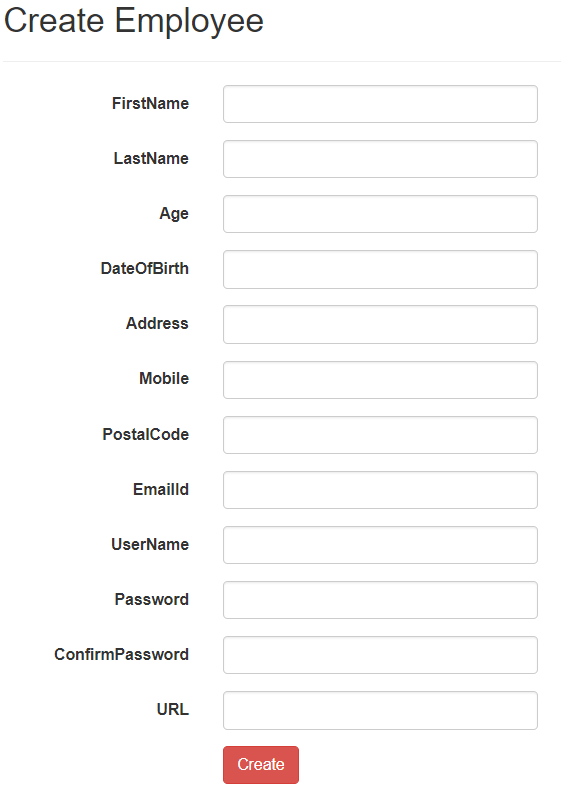 Create Employee
FirstName
LastName
Age
DateOfBirth
Address
Mobile
PostalCode
EmailId
UserName
Password
ConfirmPassword
URL
Create